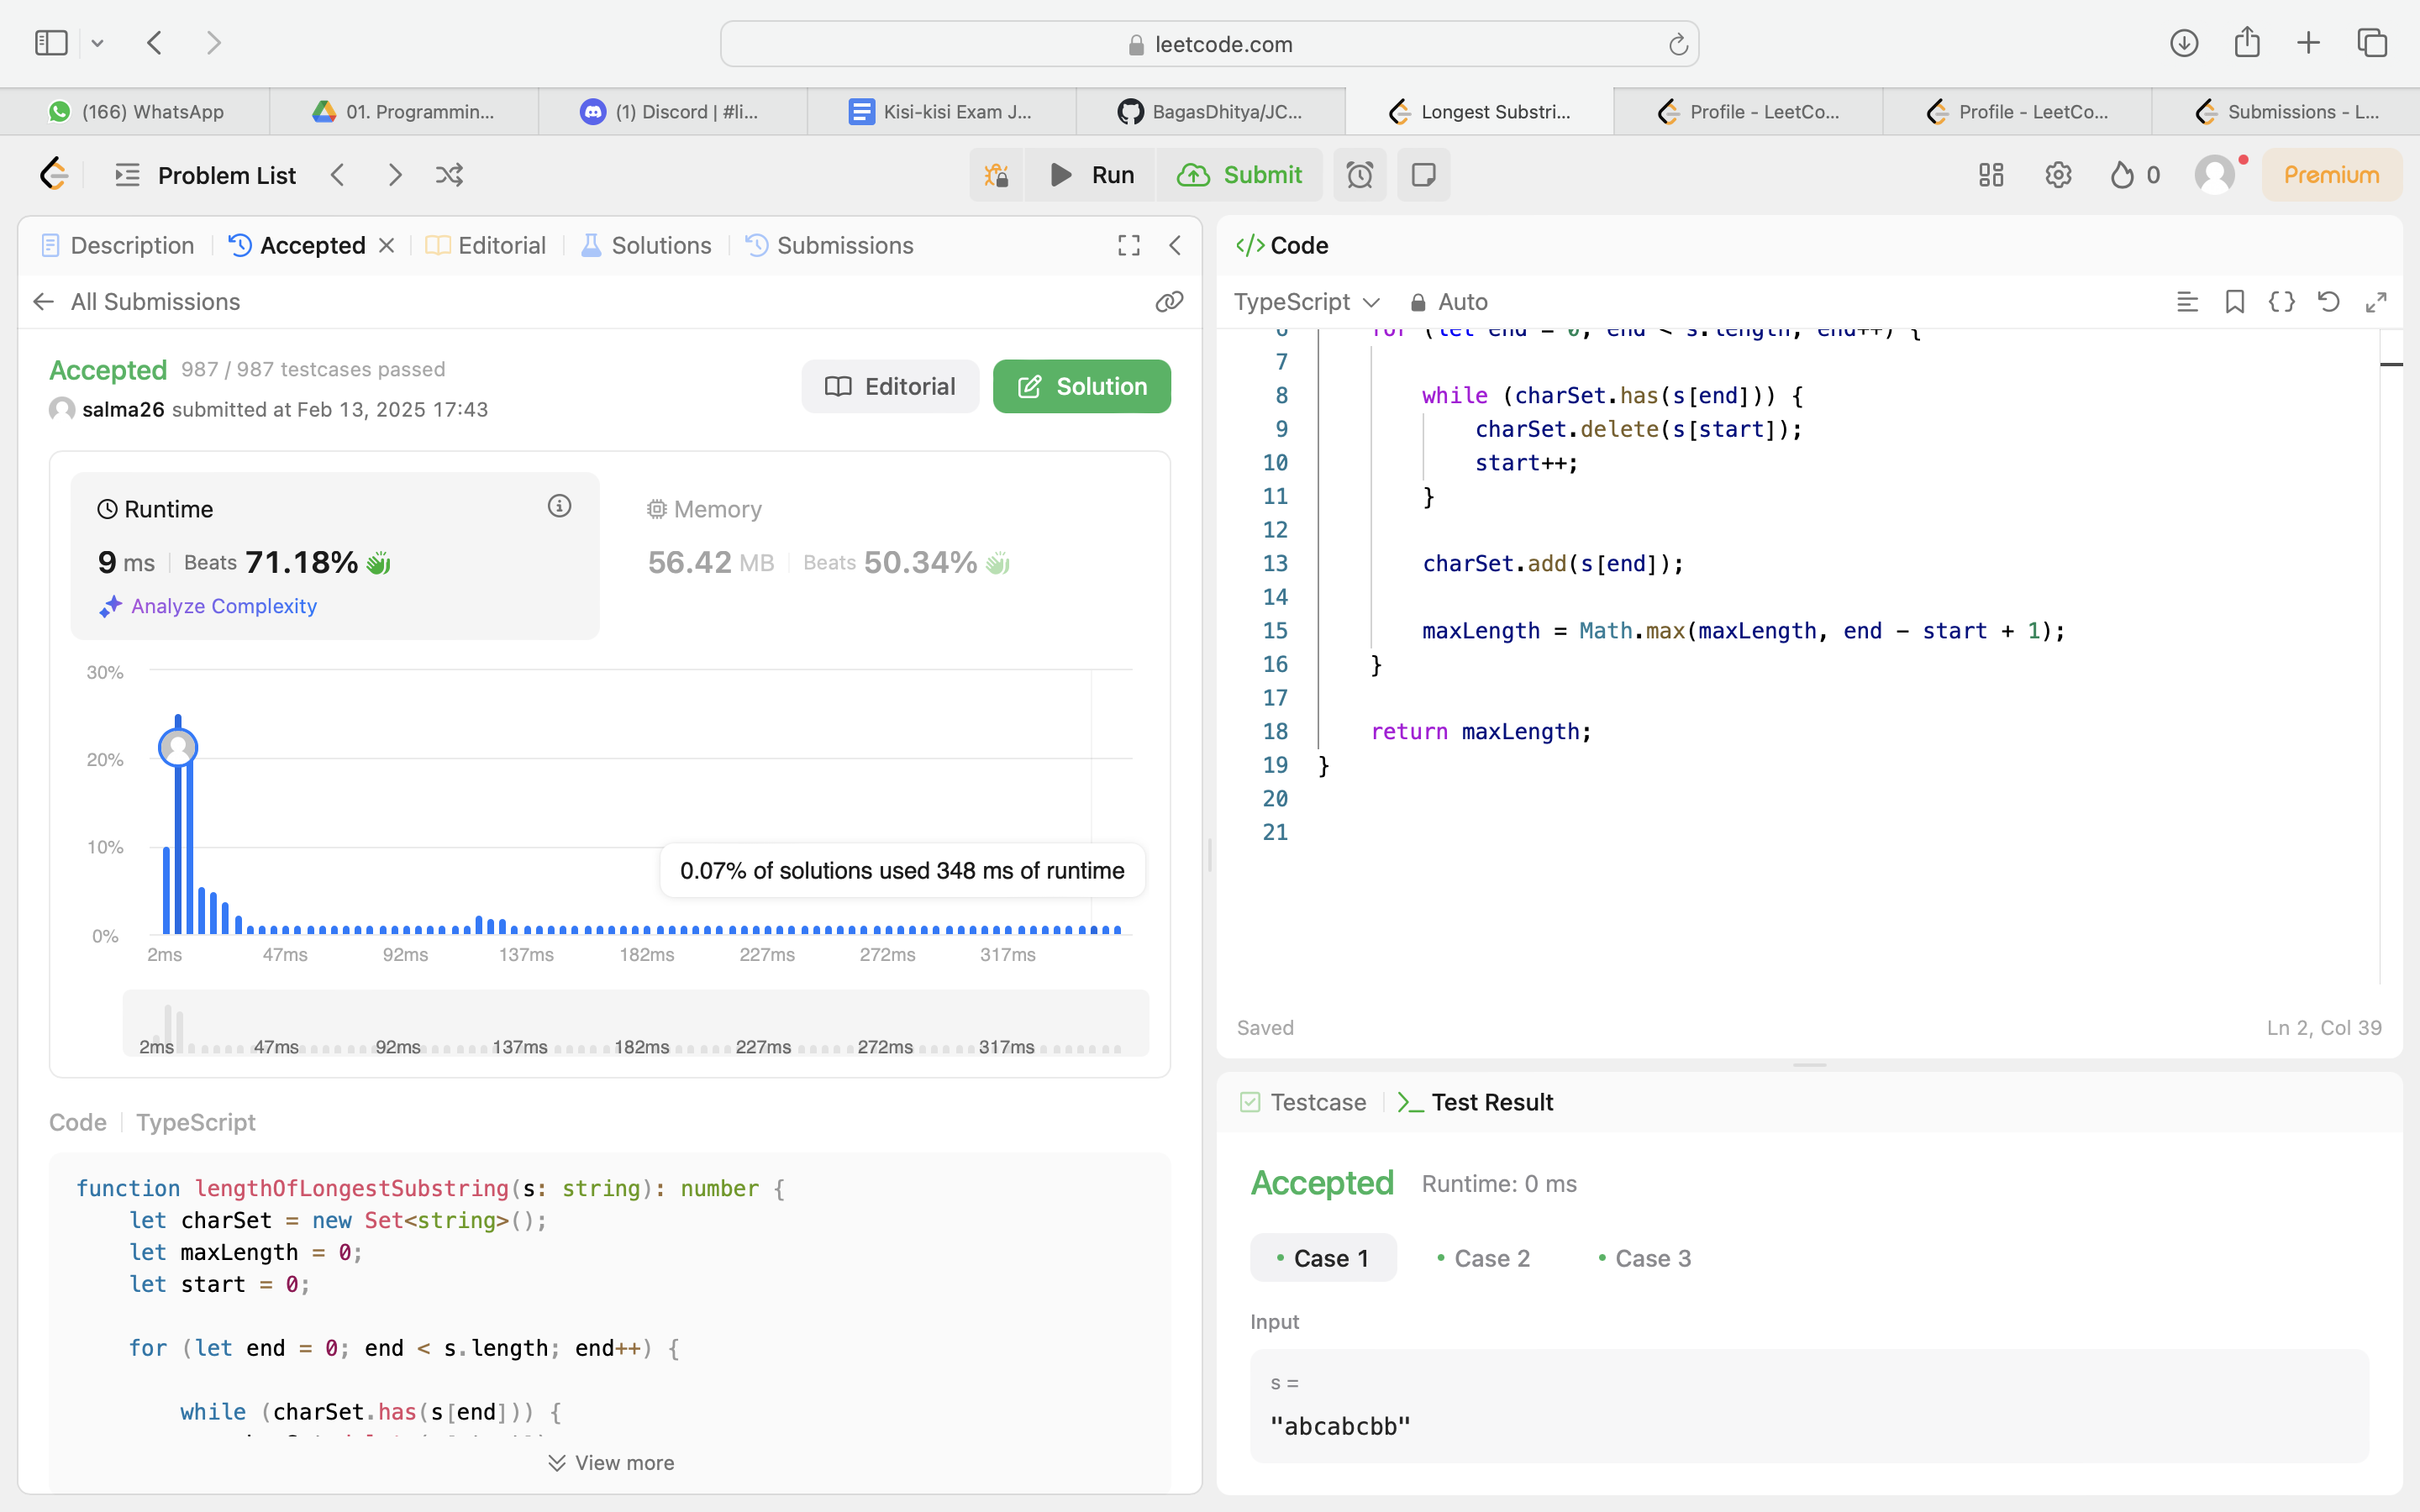 leetcode.com
(166) WhatsApp
01. Programmin...
(1) Discord | #li...
Kisi-kisi Exam J...
BagasDhitya/JC...
Longest Substri...
Profile - LeetCo...
Profile - LeetCo...
Submissions - L...
Problem List
Run
Submit
0
Premium
Description
Accepted
Editorial
Solutions
Submissions
All Submissions
Accepted 987 / 987 testcases passed
salma26 submitted at Feb 13, 2025 17:43
Editorial
Solution
Runtime
9 ms
Beats 71.18%
Analyze Complexity
Memory
56.42 MB
Beats 50.34%
30%
20%
10%
0%
0.07% of solutions used 348 ms of runtime
2ms 47ms 92ms 137ms 182ms 227ms 272ms 317ms
2ms 47ms 92ms 137ms 182ms 227ms 272ms 317ms
Code
TypeScript
function lengthOfLongestSubstring(s: string): number {
let charSet = new Set<string>();
let maxLength = 0;
let start = 0;
for (let end = 0; end < s.length; end++) {
while (charSet.has(s[end])) {
View more
</> Code
TypeScript
Auto
6 for (let end = 0; end < s.length; end++) {
7
8 while (charSet.has(s[end])) {
9 charSet.delete(s[start]);
10 start++;
11 }
12
13 charSet.add(s[end]);
14
15 maxLength = Math.max(maxLength, end - start + 1);
16 }
17
18 return maxLength;
19 }
20
21
Saved
Ln 2, Col 39
Testcase
Test Result
Accepted Runtime: 0 ms
Case 1
Case 2
Case 3
Input
s =
"abcabcbb"